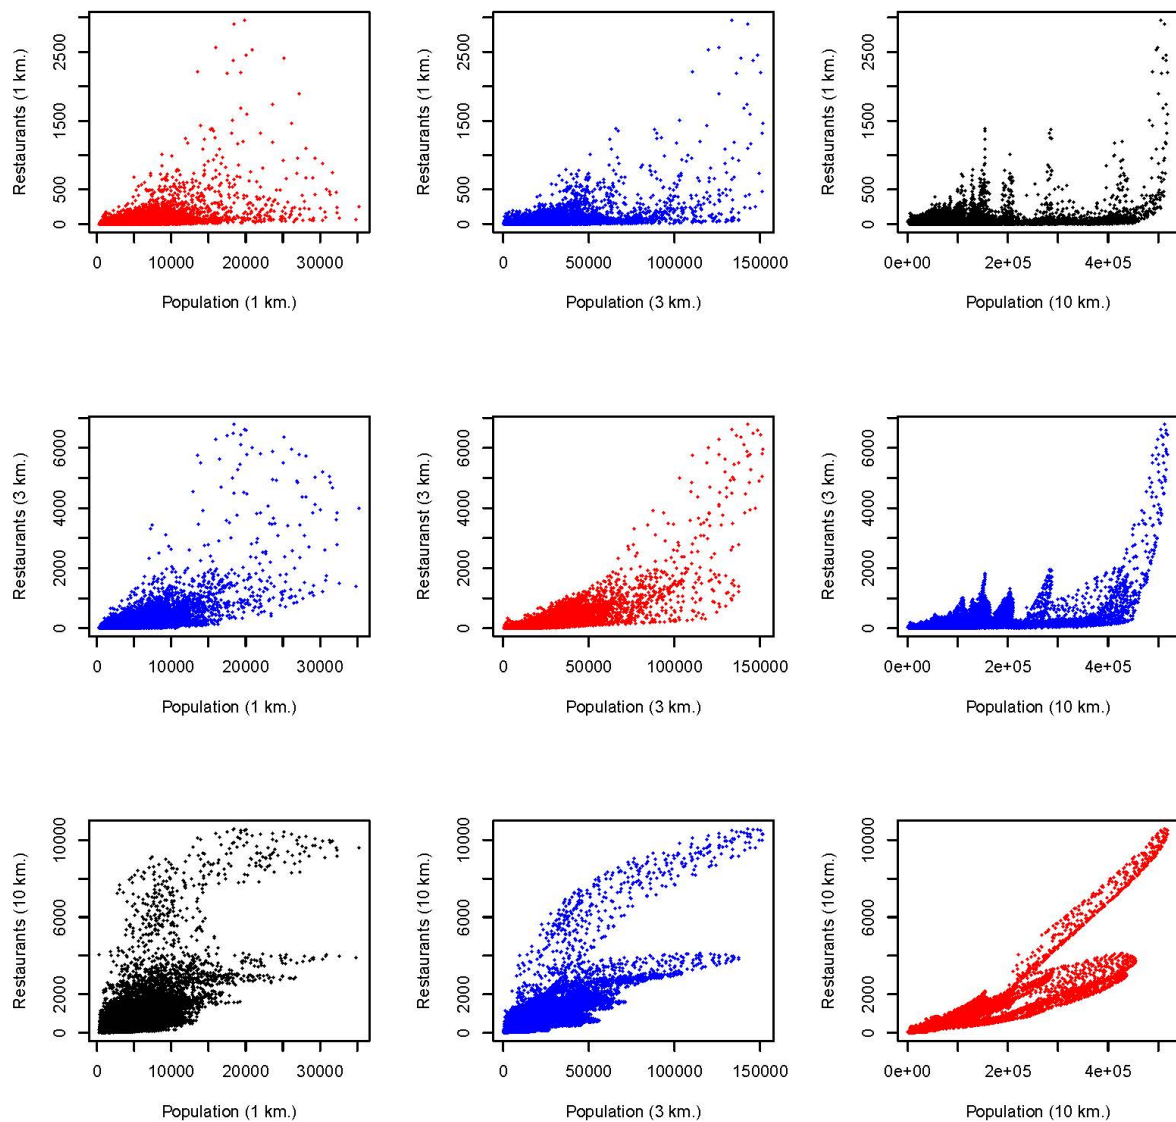 Restaurants (1 km.)
0 500 1500 2500
0 10000 20000 30000
Population (1 km.)
Restaurants (1 km.)
0 500 1500 2500
0 50000 100000 150000
Population (3 km.)
Restaurants (1 km.)
0 500 1500 2500
0e+00 2e+05 4e+05
Population (10 km.)
Restaurants (3 km.)
0 2000 4000 6000
0 10000 20000 30000
Population (1 km.)
Restauranst (3 km.)
0 2000 4000 6000
0 50000 100000 150000
Population (3 km.)
Restaurants (3 km.)
0 2000 4000 6000
0e+00 2e+05 4e+05
Population (10 km.)
Restaurants (10 km.)
0 2000 6000 10000
0 10000 20000 30000
Population (1 km.)
Restaurants (10 km.)
0 2000 6000 10000
0 50000 100000 150000
Population (3 km.)
Restaurants (10 km.)
0 2000 6000 10000
0e+00 2e+05 4e+05
Population (10 km.)